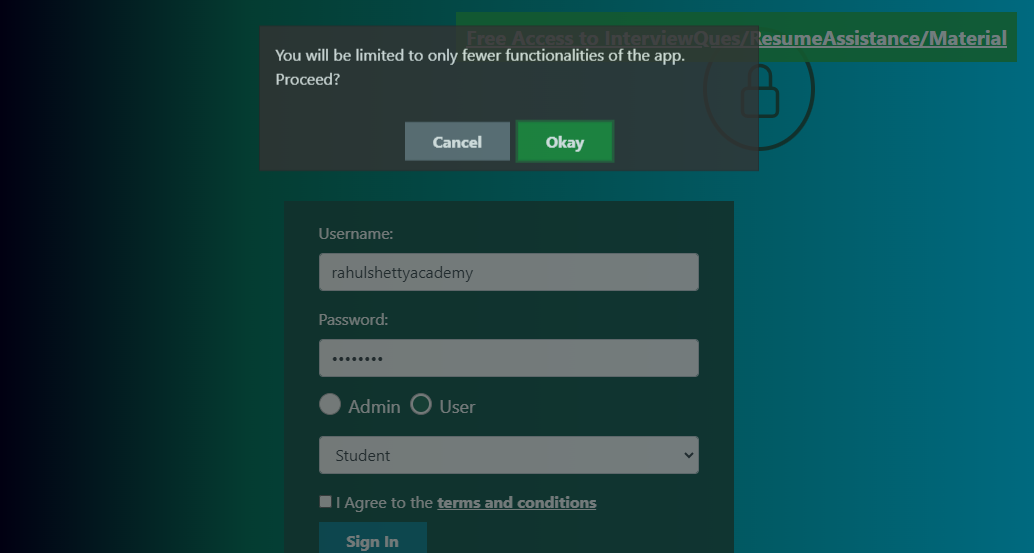 Free Access to InterviewQues/ResumeAssistance/Material
You will be limited to only fewer functionalities of the app.
Proceed?
Cancel
Okay
Username:
rahulshettyacademy
Password:
••••••••
Admin
User
Student
I Agree to the terms and conditions
Sign In